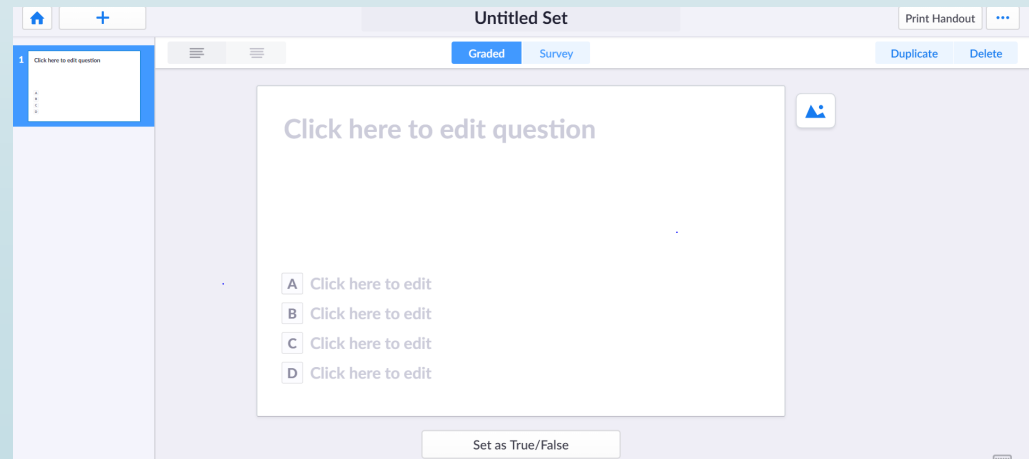 +
Untitled Set
Print Handout
...
Graded
Survey
Duplicate
Delete
1
Click here to edit question
A
B
C
D
Click here to edit question
A Click here to edit
B Click here to edit
C Click here to edit
D Click here to edit
Set as True/False